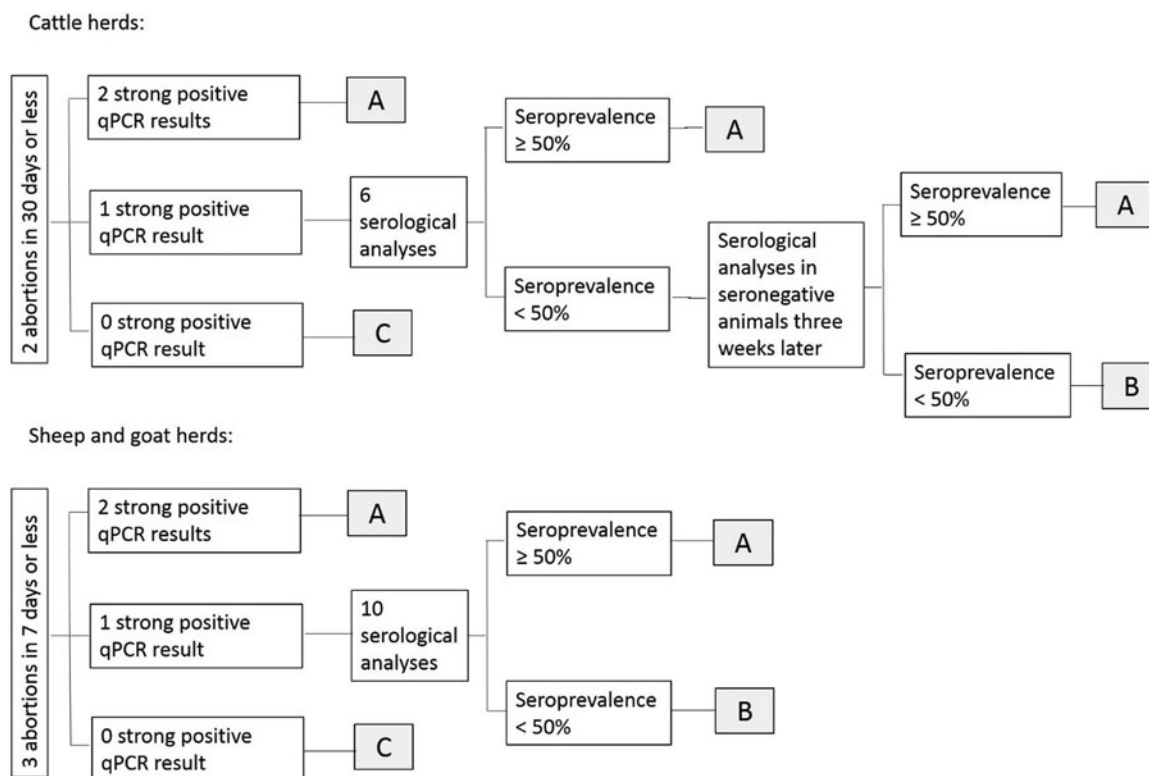 Cattle herds:
2 abortions in 30 days or less
2 strong positive
qPCR results
A
1 strong positive
qPCR result
6
serological
analyses
Seroprevalence
≥ 50%
A
Seroprevalence
< 50%
Serological
analyses in
seronegative
animals three
weeks later
Seroprevalence
≥ 50%
A
Seroprevalence
< 50%
B
0 strong positive
qPCR result
C
Sheep and goat herds:
3 abortions in 7 days or less
2 strong positive
qPCR results
A
1 strong positive
qPCR result
10
serological
analyses
Seroprevalence
≥ 50%
A
Seroprevalence
< 50%
B
0 strong positive
qPCR result
C